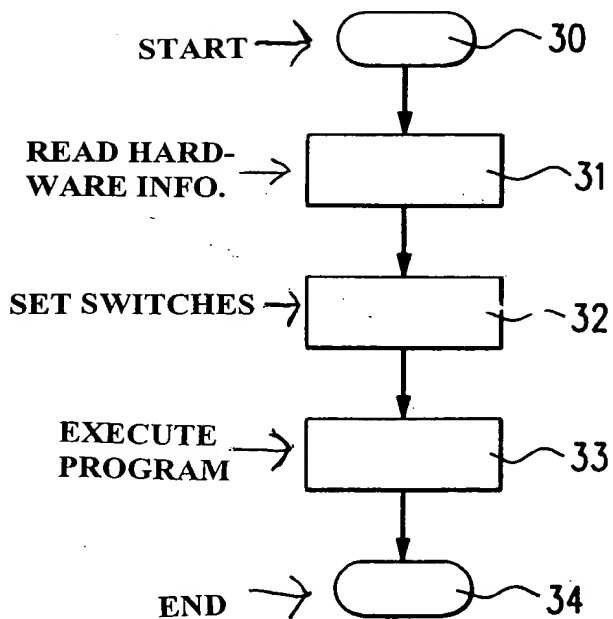 START
30
READ HARD-
WARE INFO.
31
SET SWITCHES
32
EXECUTE
PROGRAM
33
END
34